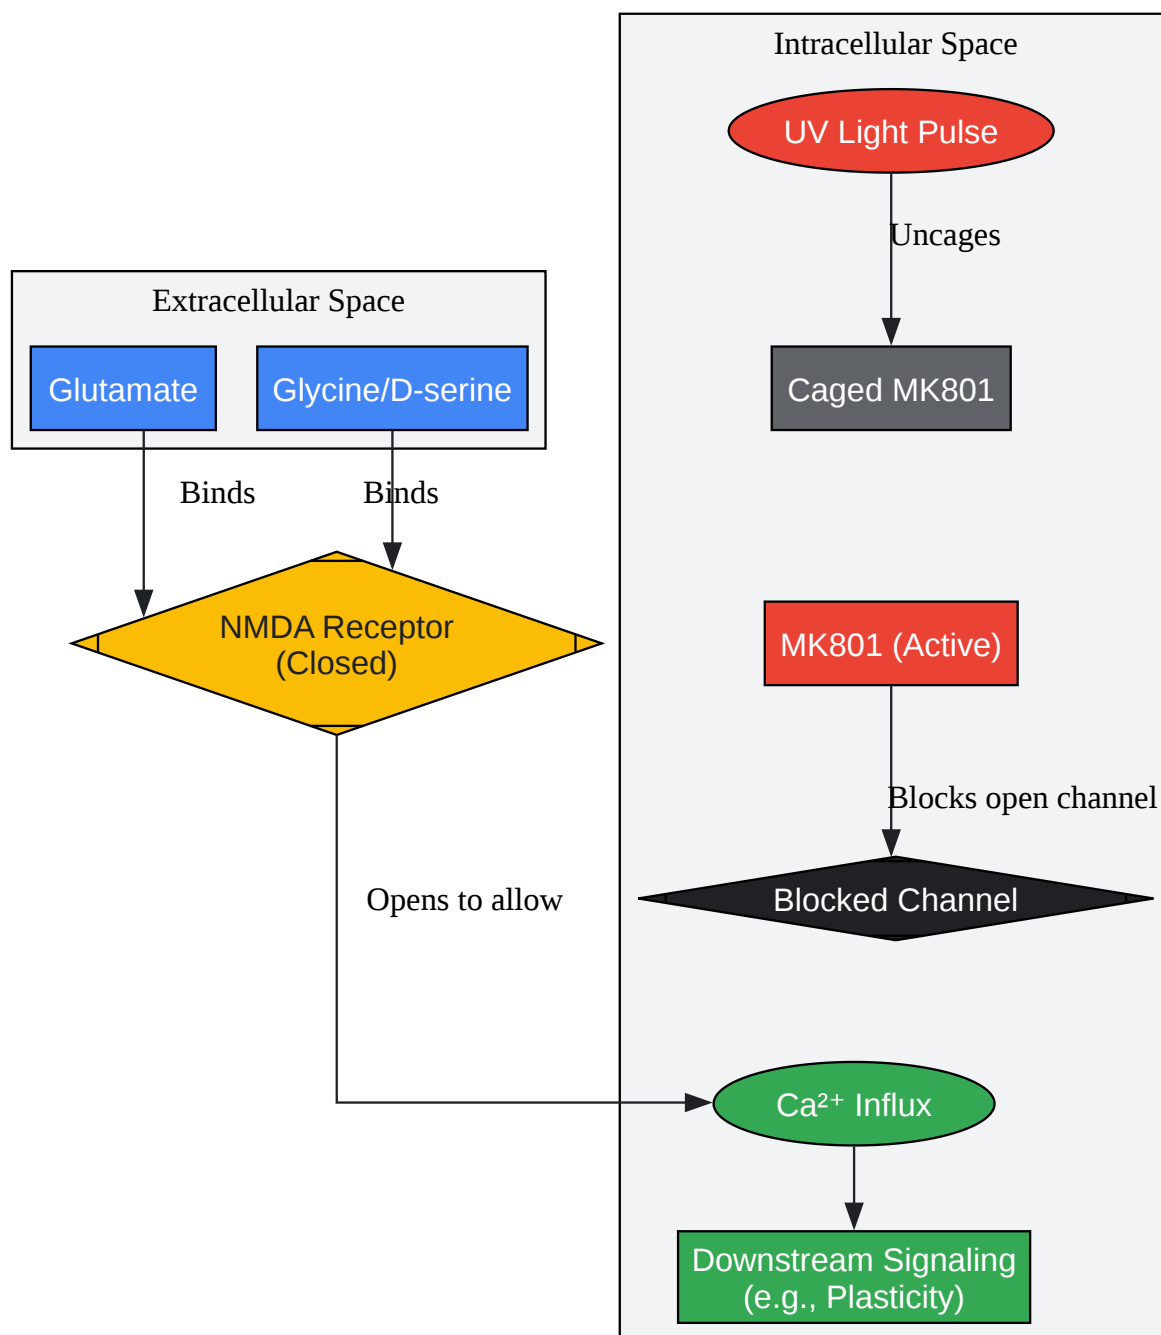 Intracellular Space
UV Light Pulse
Uncages
Extracellular Space
Glutamate
Glycine/D-serine
Caged MK801
Binds
Binds
NMDA Receptor
(Closed)
MK801 (Active)
Blocks open channel
Opens to allow
Blocked Channel
Ca²⁺ Influx
Downstream Signaling
(e.g., Plasticity)